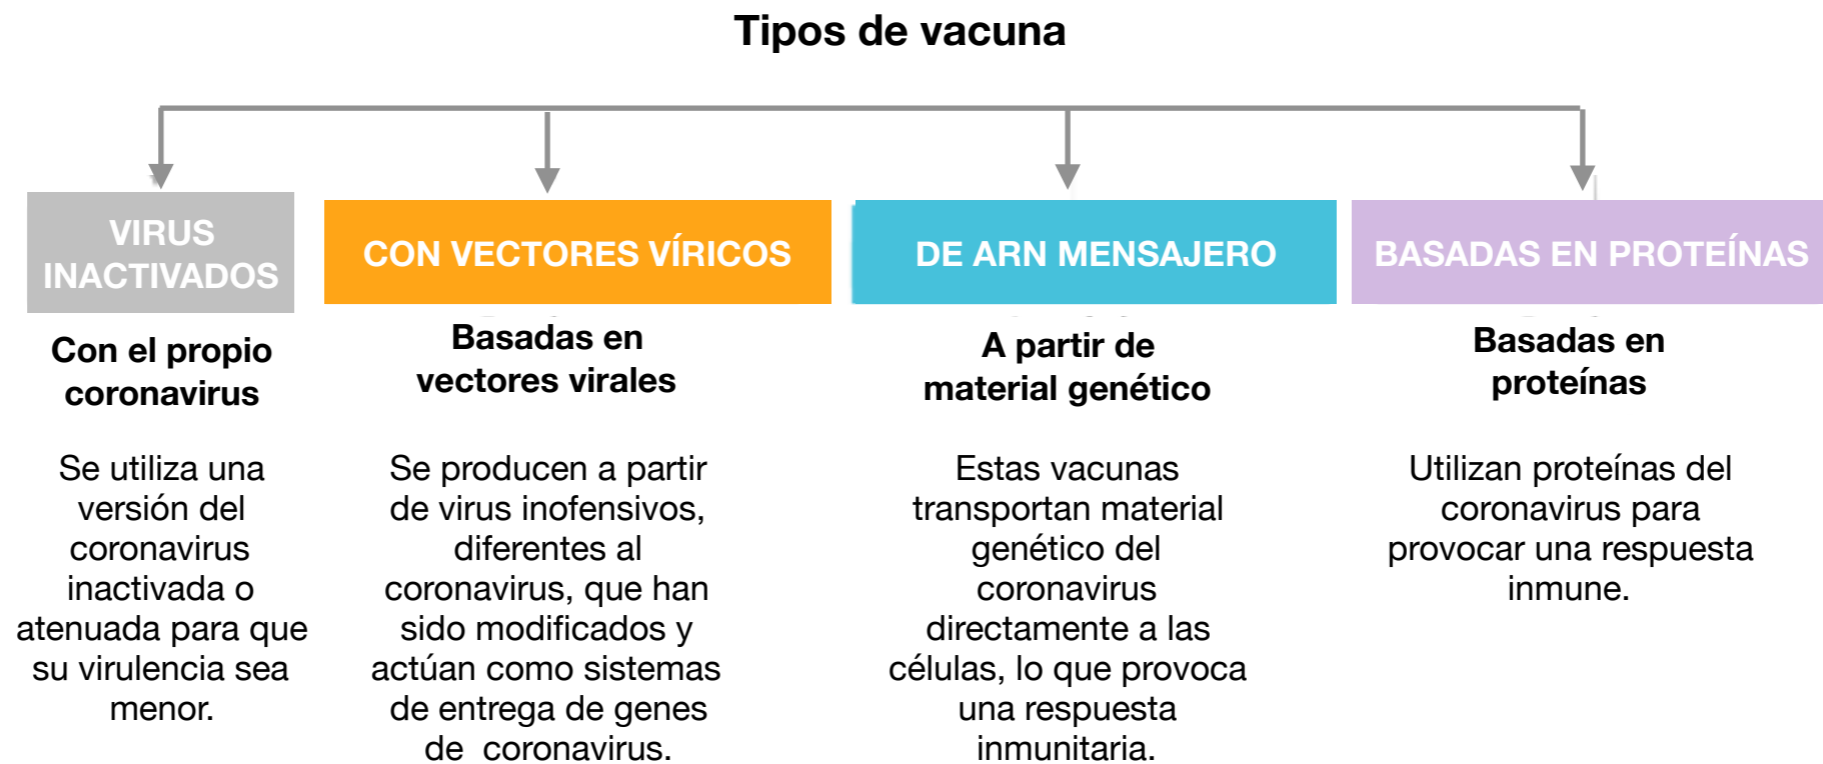 Tipos de vacuna
VIRUS
INACTIVADOS
Con el propio
coronavirus
Se utiliza una
versión del
coronavirus
inactivada o
atenuada para que
su virulencia sea
menor.
CON VECTORES VÍRICOS
Basadas en
vectores virales
Se producen a partir
de virus inofensivos,
diferentes al
coronavirus, que han
sido modificados y
actúan como sistemas
de entrega de genes
de coronavirus.
DE ARN MENSAJERO
A partir de
material genético
Estas vacunas
transportan material
genético del
coronavirus
directamente a las
células, lo que provoca
una respuesta
inmunitaria.
BASADAS EN PROTEÍNAS
Basadas en
proteínas
Utilizan proteínas del
coronavirus para
provocar una respuesta
inmune.